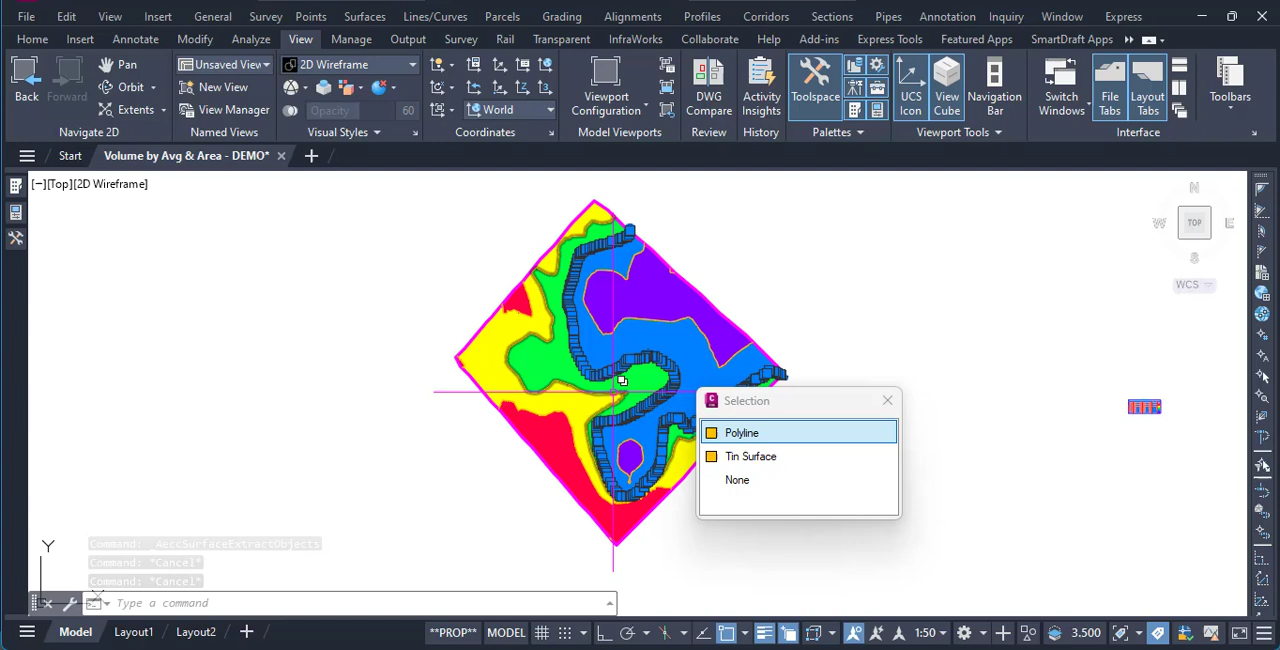 File Edit View Insert General Survey Points Surfaces Lines/Curves Parcels Grading Alignments Profiles Corridors Sections Pipes Annotation Inquiry Window Express
Home Insert Annotate Modify Analyze View Manage Output Survey Rail Transparent InfraWorks Collaborate Help Add-ins Express Tools Featured Apps SmartDraft Apps
Back
Forward
Pan
Orbit
Extents
Navigate 2D
Unsaved View
New View
View Manager
Named Views
2D Wireframe
Opacity 60
Visual Styles
World
Coordinates
Viewport
Configuration
Model Viewports
DWG
Compare
Review
Activity
Insights
History
Toolspace
Palettes
UCS
Icon
View
Cube
Navigation
Bar
Viewport Tools
Switch
Windows
File
Tabs
Layout
Tabs
Interface
Toolbars
Start Volume by Avg & Area - DEMO*
[−][Top][2D Wireframe]
N
W TOP E
S
WCS
Selection
Polyline
Tin Surface
None
Y
Command: _AeccSurfaceExtractObjects
Command: *Cancel*
Command: *Cancel*
X
Type a command
Model Layout1 Layout2 **PROP** MODEL 1:50 3.500